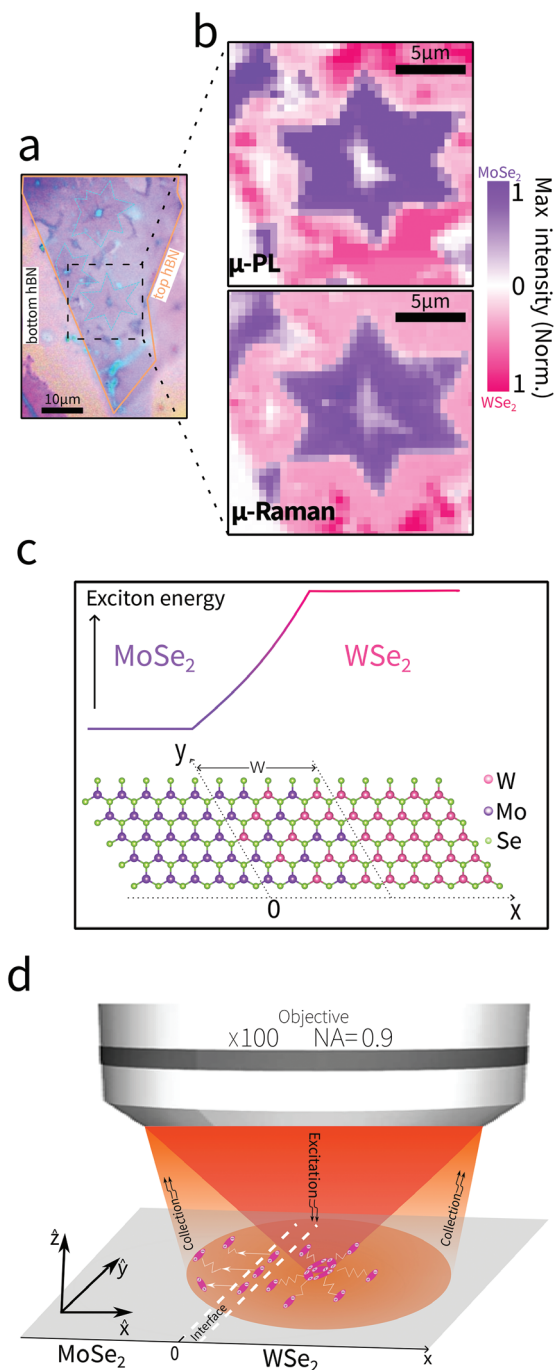 a
bottom hBN
top hBN
10μm
b
5μm
μ-PL
5μm
μ-Raman
MoSe₂
1
0
1
WSe₂
Max intensity (Norm.)
c
Exciton energy
MoSe₂
WSe₂
y
W
W
Mo
Se
0
x
d
Objective
x100 NA=0.9
Excitation
Collection
Collection
ẑ
ŷ
x̂
Interface
0
x
MoSe₂
WSe₂